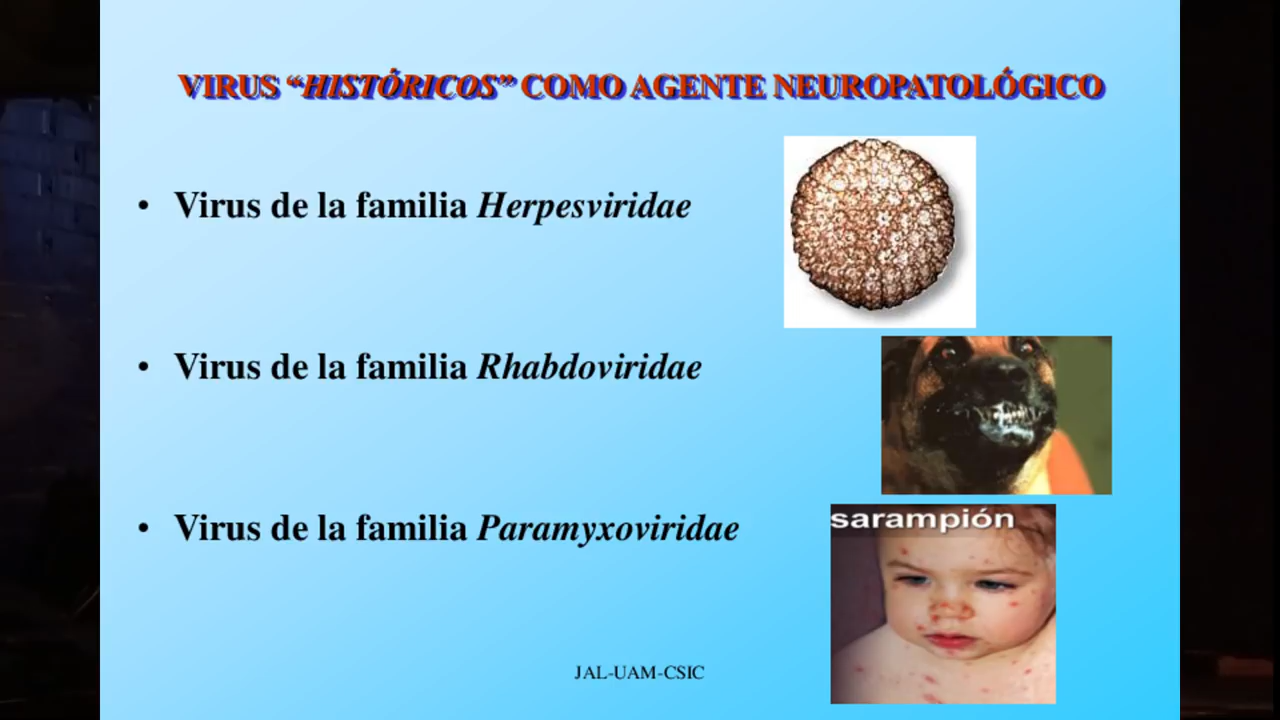 VIRUS “HISTÓRICOS” COMO AGENTE NEUROPATOLÓGICO
• Virus de la familia Herpesviridae
• Virus de la familia Rhabdoviridae
• Virus de la familia Paramyxoviridae
sarampión
JAL-UAM-CSIC